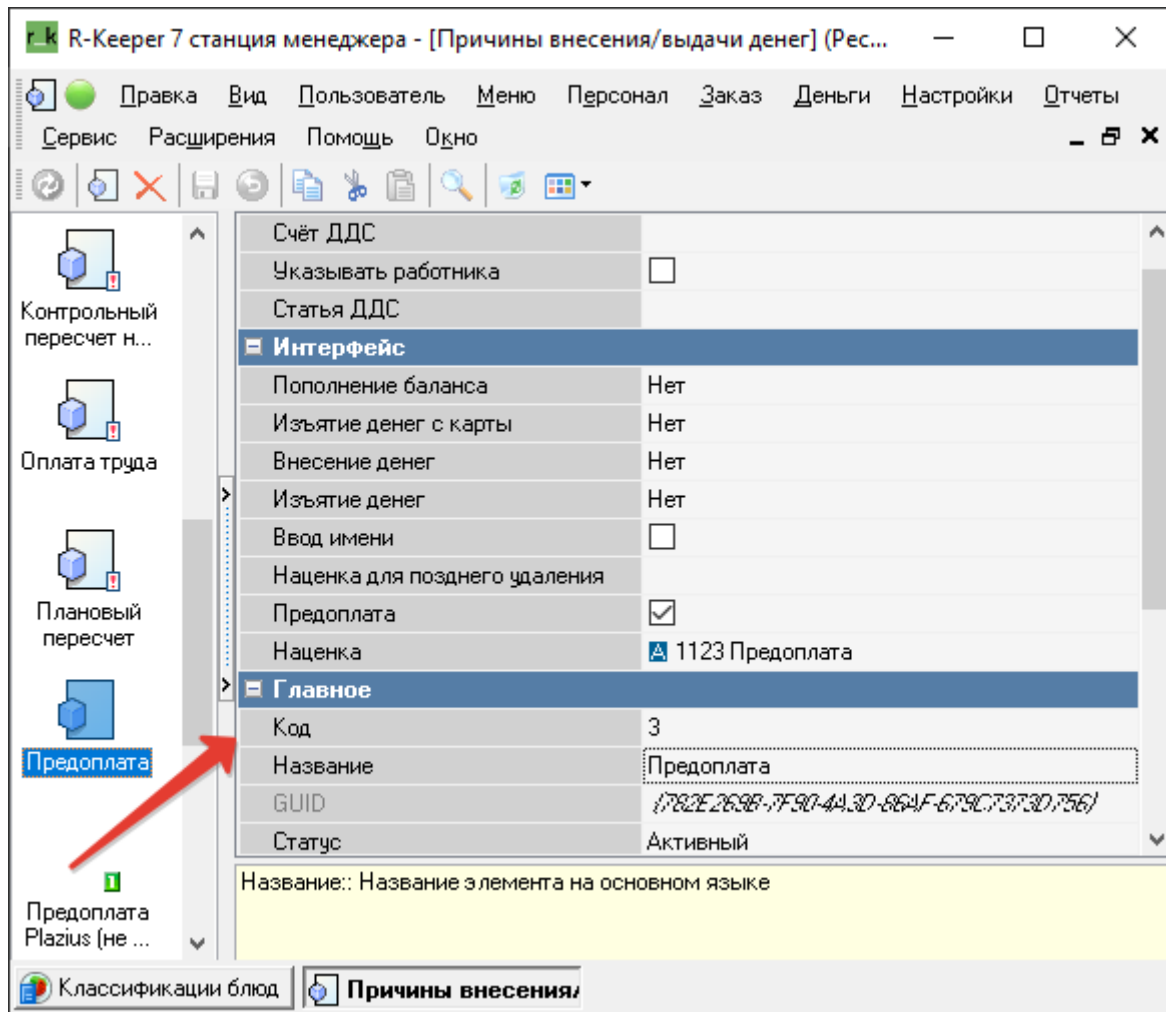 r_k R-Keeper 7 станция менеджера - [Причины внесения/выдачи денег] (Рес...
Правка Вид Пользователь Меню Персонал Заказ Деньги Настройки Отчеты
Сервис Расширения Помощь Окно
Контрольный
пересчет н...
Оплата труда
Плановый
пересчет
Предоплата
1
Предоплата
Plazius (не ...
Счёт ДДС
Указывать работника
Статья ДДС
Интерфейс
Пополнение баланса Нет
Изъятие денег с карты Нет
Внесение денег Нет
Изъятие денег Нет
Ввод имени
Наценка для позднего удаления
Предоплата
Наценка A 1123 Предоплата
Главное
Код 3
Название Предоплата
GUID {782E269B-7F90-4A3D-86AF-679C7373D756}
Статус Активный
Название:: Название элемента на основном языке
Классификации блюд Причины внесения/